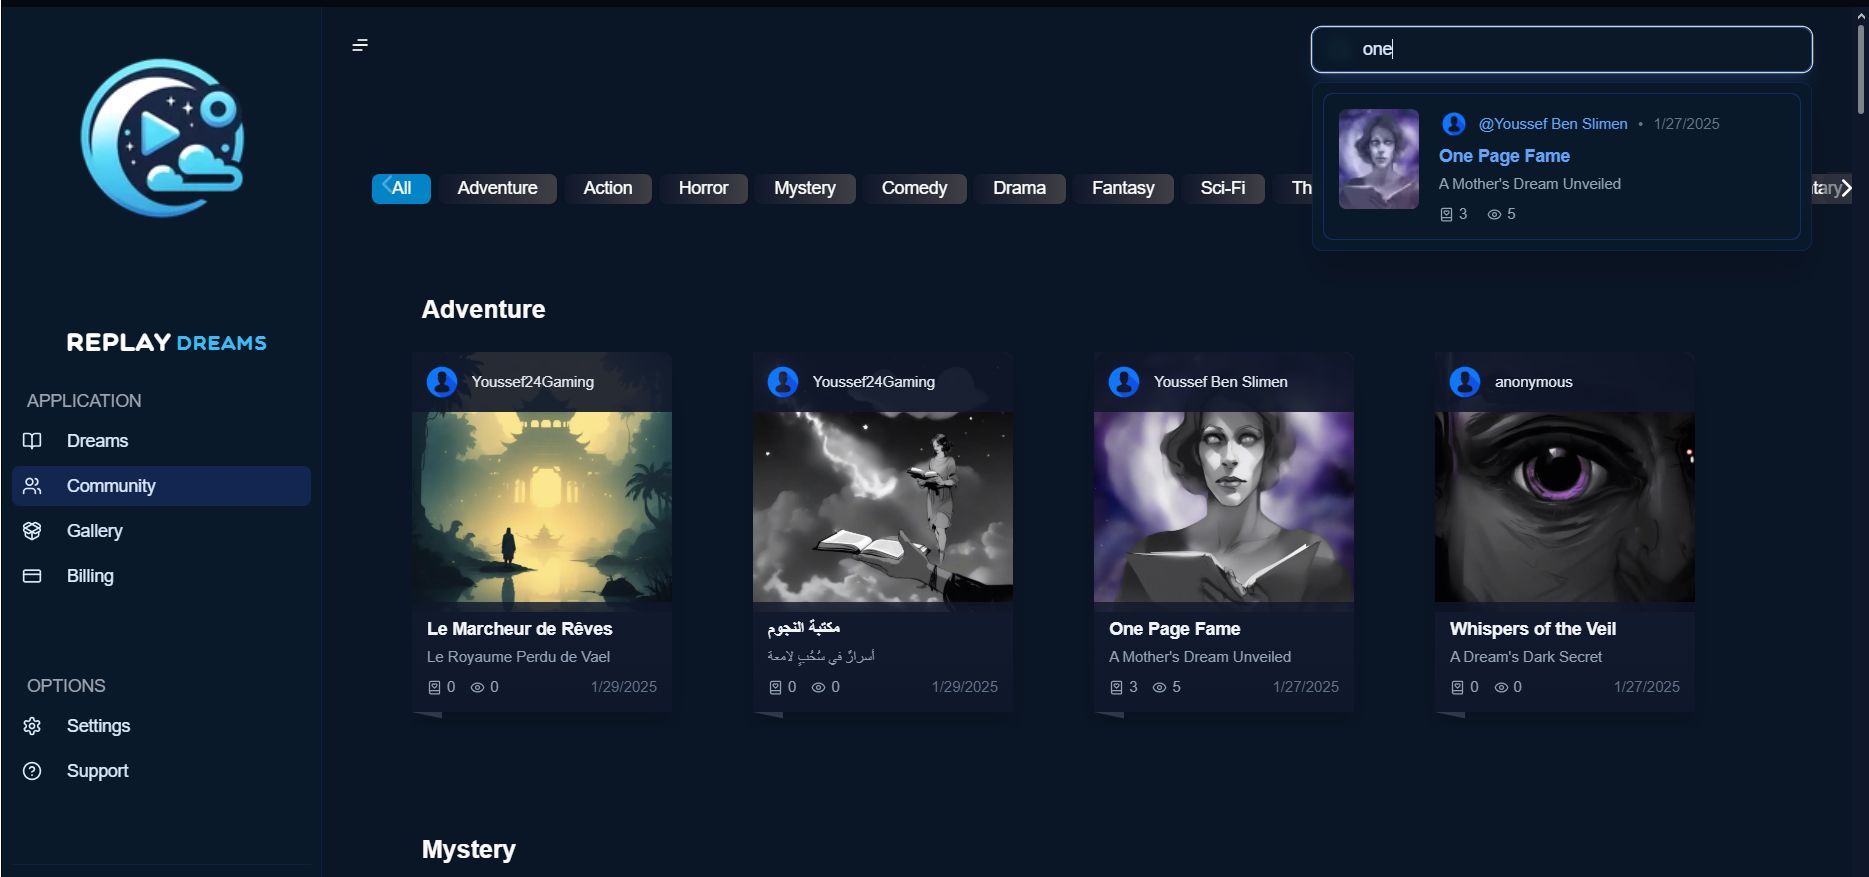 one
@Youssef Ben Slimen • 1/27/2025
One Page Fame
A Mother's Dream Unveiled
3 5
All Adventure Action Horror Mystery Comedy Drama Fantasy Sci-Fi
REPLAY DREAMS
APPLICATION
Dreams
Community
Gallery
Billing
OPTIONS
Settings
Support
Adventure
Youssef24Gaming
Le Marcheur de Rêves
Le Royaume Perdu de Vael
0 0 1/29/2025
Youssef24Gaming
مكتبة النجوم
أسرارٌ في سُحُبٍ لامعة
0 0 1/29/2025
Youssef Ben Slimen
One Page Fame
A Mother's Dream Unveiled
3 5 1/27/2025
anonymous
Whispers of the Veil
A Dream's Dark Secret
0 0 1/27/2025
Mystery